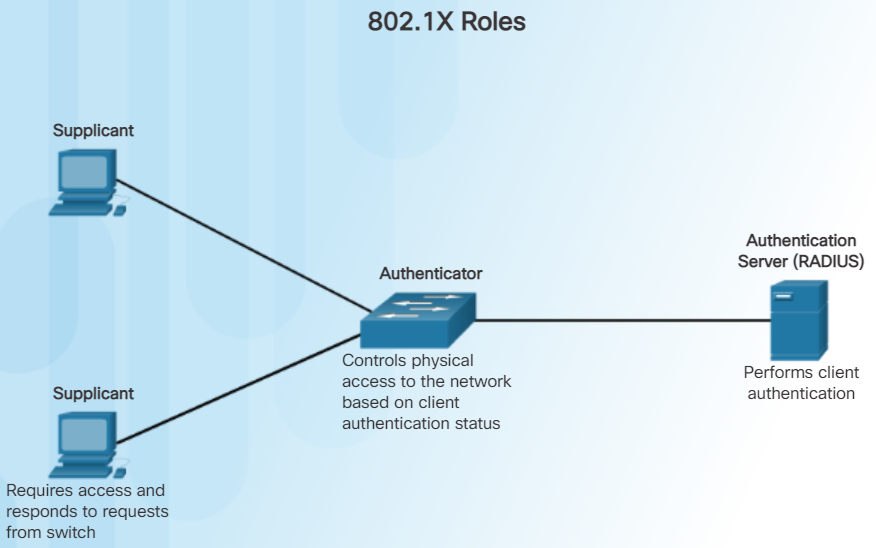 802.1X Roles
Supplicant
Authentication
Server (RADIUS)
Authenticator
Controls physical
access to the network
based on client
authentication status
Performs client
authentication
Supplicant
Requires access and
responds to requests
from switch